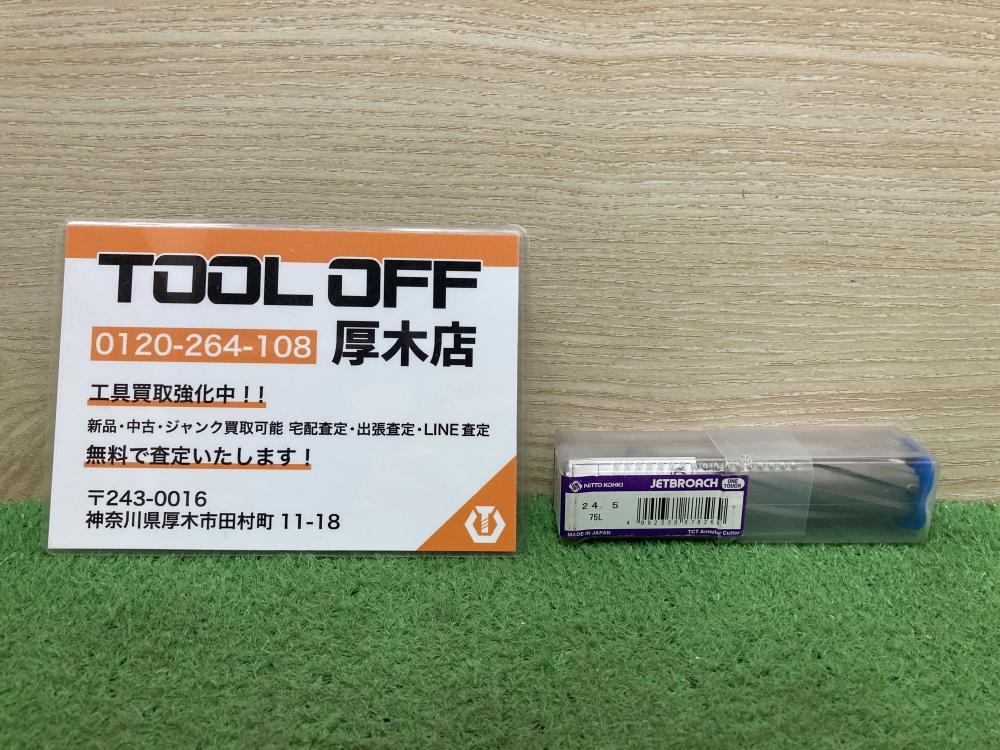 TOOL OFF
0120-264-108 厚木店
工具買取強化中！！
新品・中古・ジャンク買取可能 宅配査定・出張査定・LINE査定
無料で査定いたします！
〒243-0016
神奈川県厚木市田村町 11-18
NITTO KOHKI JETBROACH ONE TOUCH
24.5
75L
MADE IN JAPAN TCT Annular Cutter